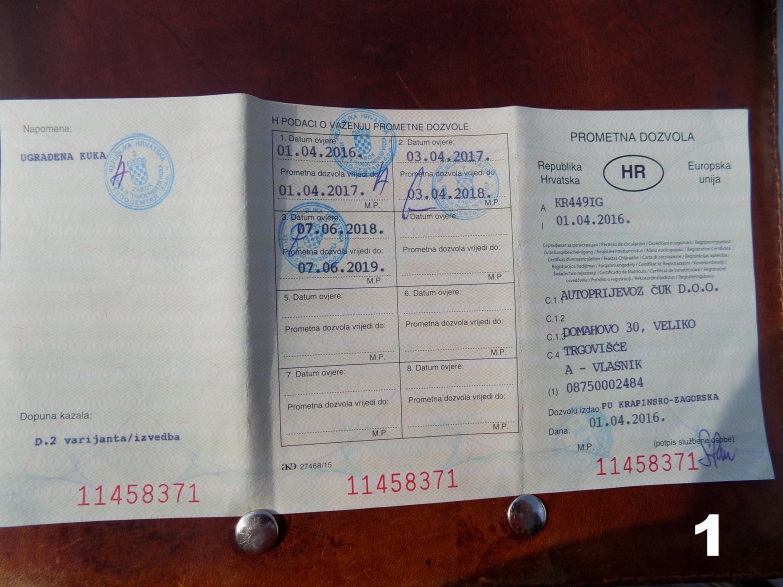 Napomena:
UGRAĐENA KUKA
Dopuna kazala:
D.2 varijanta/izvedba
11458371
H PODACI O VAŽENJU PROMETNE DOZVOLE
1. Datum ovjere:
01.04.2016.
Prometna dozvola vrijedi do:
01.04.2017.
M.P.
2. Datum ovjere:
03.04.2017.
Prometna dozvola vrijedi do:
03.04.2018.
M.P.
3. Datum ovjere:
07.06.2018.
Prometna dozvola vrijedi do:
07.06.2019.
M.P.
Datum ovjere:
Prometna dozvola vrijedi do:
M.P.
5. Datum ovjere:
Prometna dozvola vrijedi do:
M.P.
6. Datum ovjere:
Prometna dozvola vrijedi do:
M.P.
7. Datum ovjere:
Prometna dozvola vrijedi do:
M.P.
8. Datum ovjere:
Prometna dozvola vrijedi do:
M.P.
AKD 27468/15
11458371
PROMETNA DOZVOLA
Republika Hrvatska
HR
Europska unija
A KR449IG
I 01.04.2016.
C.1.1 AUTOPRIJEVOZ ČUK D.O.O.
C.1.2
C.1.3 DOMAHOVO 30, VELIKO
C.4 TRGOVIŠĆE
A - VLASNIK
(1) 08750002484
Dozvolu izdao: PU KRAPINSKO-ZAGORSKA
Dana: 01.04.2016.
M.P. (potpis službene osobe)
11458371
1